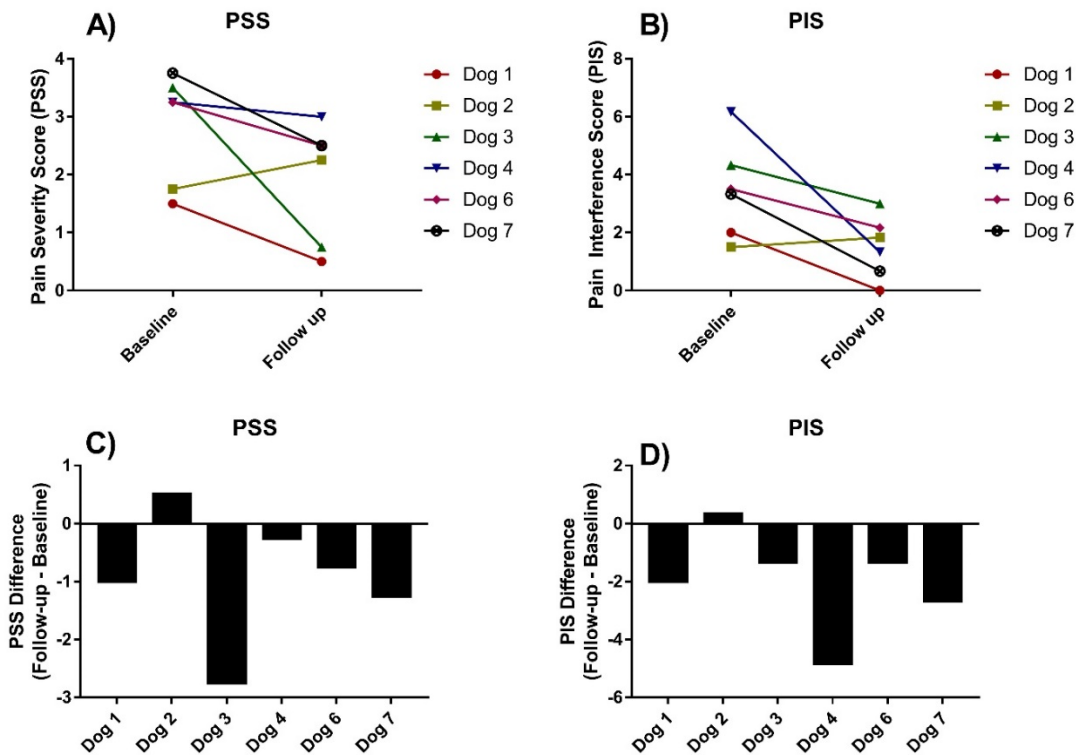 A)
PSS
Pain Severity Score (PSS)
4
3
2
1
0
Baseline
Follow up
Dog 1
Dog 2
Dog 3
Dog 4
Dog 6
Dog 7
B)
PIS
Pain Interference Score (PIS)
8
6
4
2
0
Baseline
Follow up
Dog 1
Dog 2
Dog 3
Dog 4
Dog 6
Dog 7
C)
PSS
PSS Difference
(Follow-up - Baseline)
1
0
-1
-2
-3
Dog 1
Dog 2
Dog 3
Dog 4
Dog 6
Dog 7
D)
PIS
PIS Difference
(Follow-up - Baseline)
2
0
-2
-4
-6
Dog 1
Dog 2
Dog 3
Dog 4
Dog 6
Dog 7